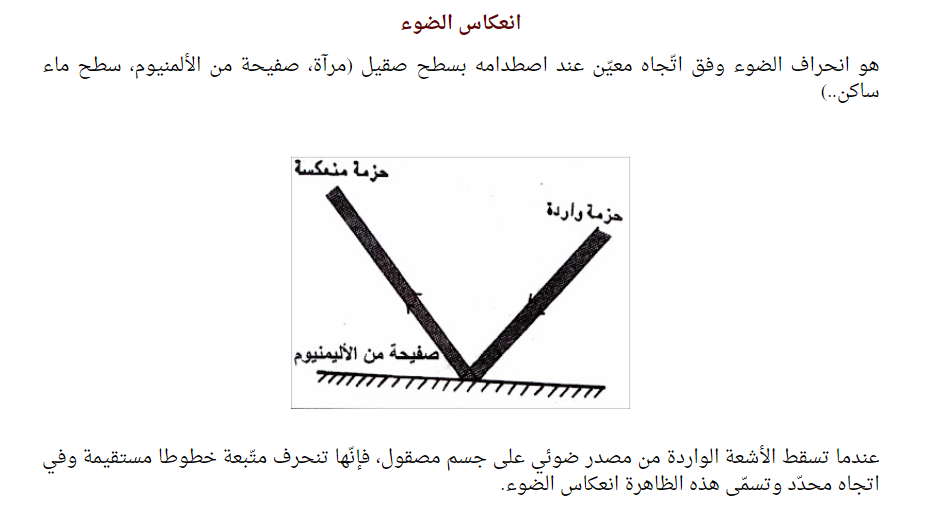 انعكاس الضوء
هو انحراف الضوء وفق اتّجاه معيّن عند اصطدامه بسطح صقيل (مرآة، صفيحة من الألمنيوم، سطح ماء
ساكن..)
حزمة منعكسة
حزمة واردة
صفيحة من الأليمنيوم
عندما تسقط الأشعة الواردة من مصدر ضوئي على جسم مصقول، فإنّها تنحرف متّبعة خطوطا مستقيمة وفي
اتجاه محدّد وتسمّى هذه الظاهرة انعكاس الضوء.